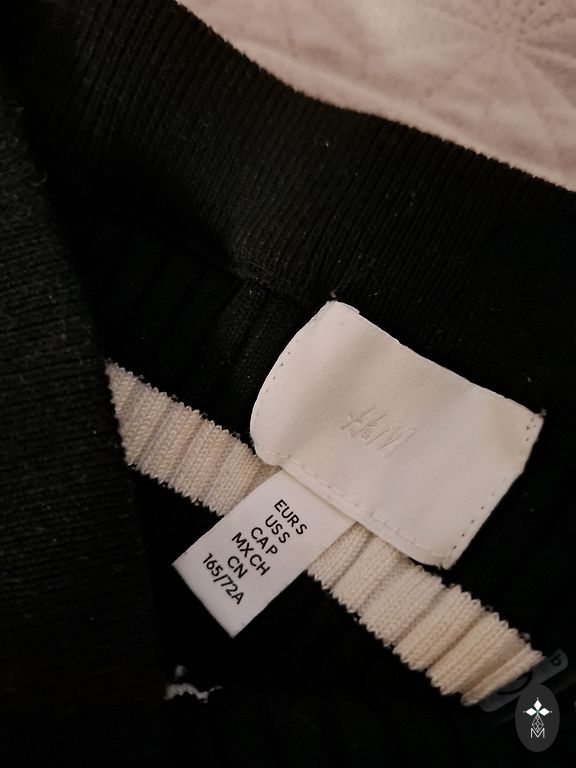 H&M
EUR S
US S
CA P
MX CH
CN
165/72A
M